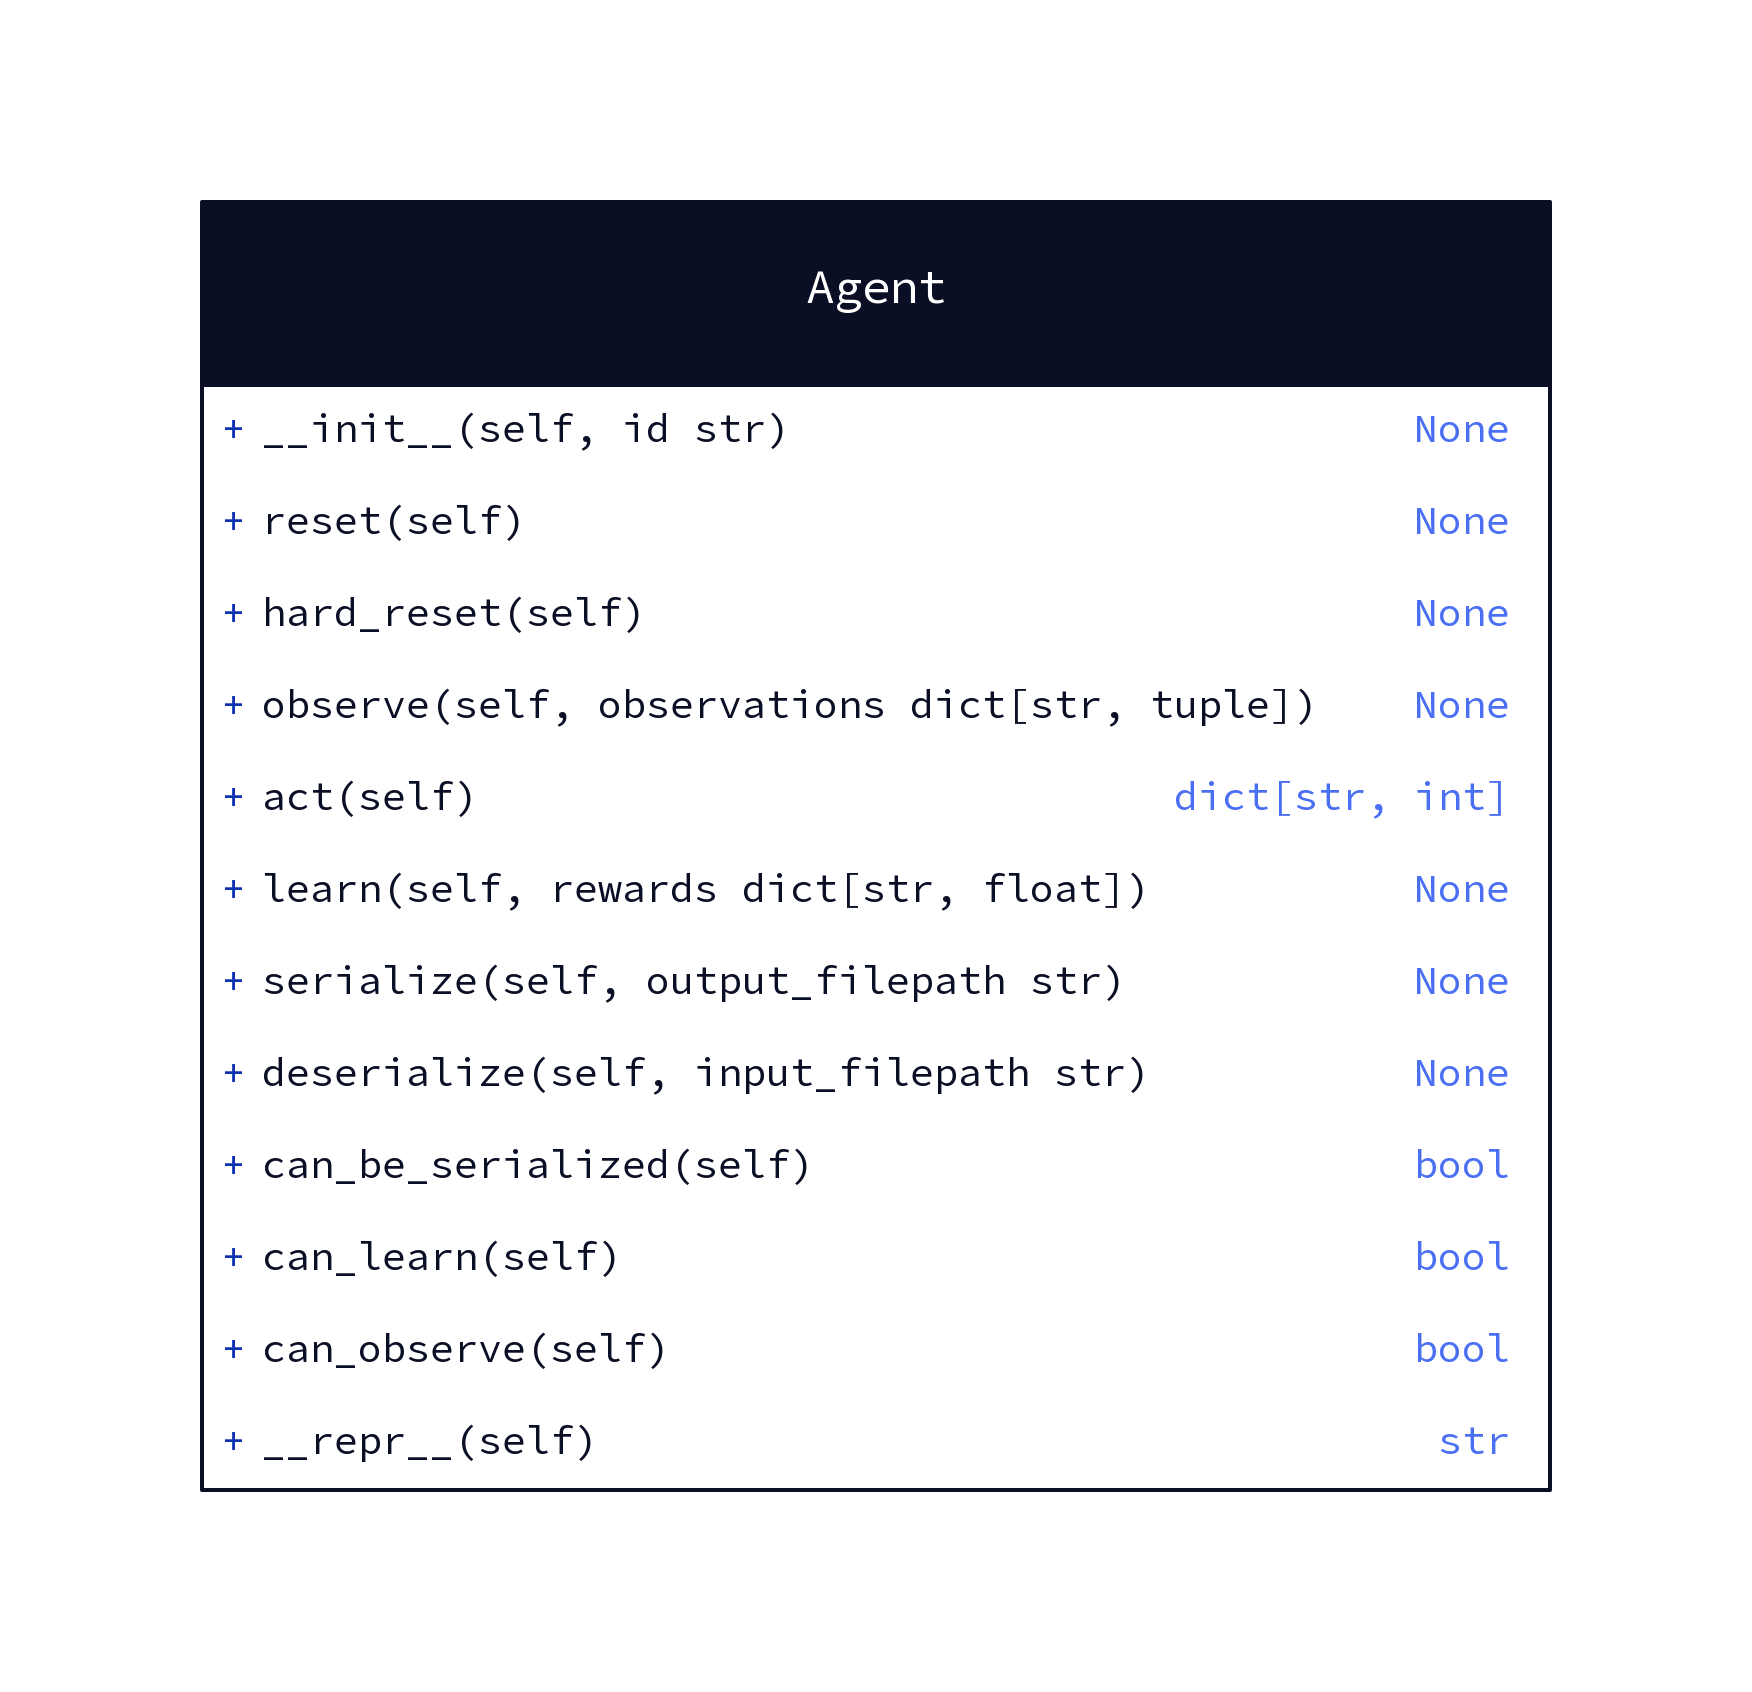 Agent
+ __init__(self, id str) None
+ reset(self) None
+ hard_reset(self) None
+ observe(self, observations dict[str, tuple]) None
+ act(self) dict[str, int]
+ learn(self, rewards dict[str, float]) None
+ serialize(self, output_filepath str) None
+ deserialize(self, input_filepath str) None
+ can_be_serialized(self) bool
+ can_learn(self) bool
+ can_observe(self) bool
+ __repr__(self) str